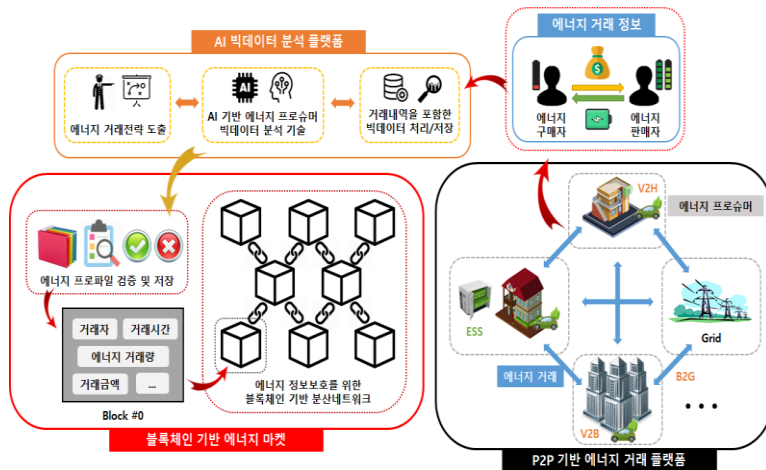 AI 빅데이터 분석 플랫폼
에너지 거래전략 도출
AI
AI 기반 에너지 프로슈머
빅데이터 분석 기술
거래내역을 포함한
빅데이터 처리/저장
에너지 거래 정보
$
에너지
구매자
에너지
판매자
에너지 프로파일 검증 및 저장
거래자
거래시간
에너지 거래량
거래금액
...
Block #0
에너지 정보보호를 위한
블록체인 기반 분산네트워크
블록체인 기반 에너지 마켓
V2H
에너지 프로슈머
ESS
Grid
에너지 거래
B2G
V2B
• • •
P2P 기반 에너지 거래 플랫폼